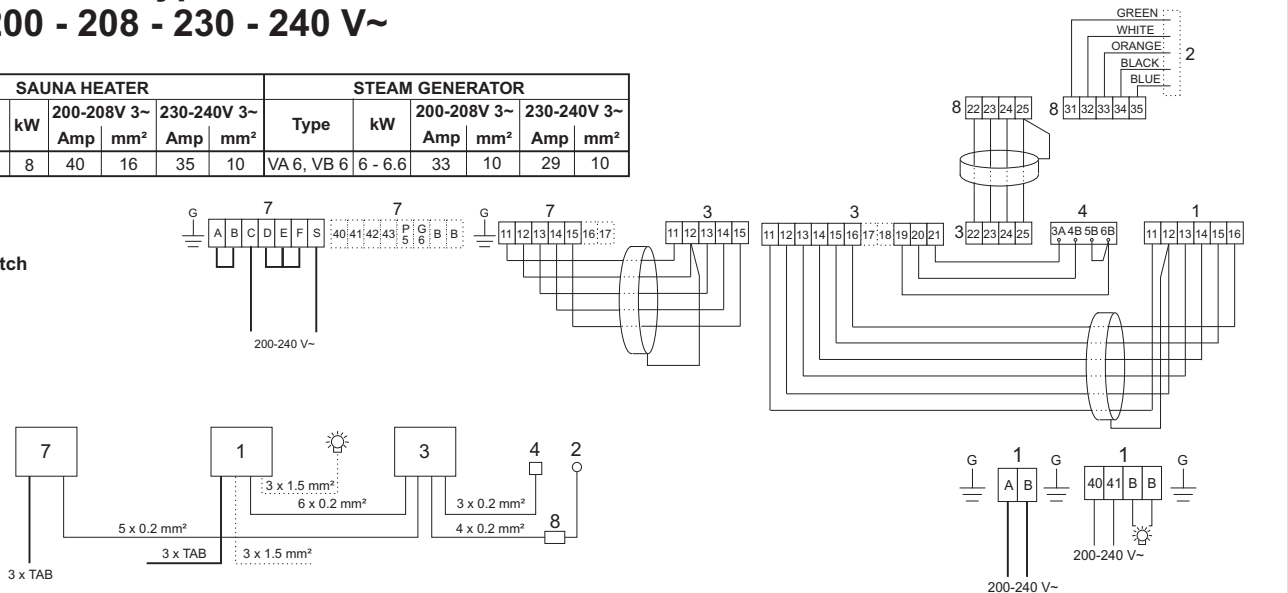 200 - 208 - 230 - 240 V~
SAUNA HEATER STEAM GENERATOR
kW 200-208V 3~ 230-240V 3~ Type kW 200-208V 3~ 230-240V 3~
Amp mm² Amp mm² Amp mm² Amp mm²
8 40 16 35 10 VA 6, VB 6 6 - 6.6 33 10 29 10
GREEN
WHITE
ORANGE
BLACK
BLUE
2
8 22 23 24 25
8 31 32 33 34 35
G 7
A B C D E F S
200-240 V~
7
40 41 42 43 P5 G6 B B
G 7
11 12 13 14 15 16 17
3
11 12 13 14 15
3
11 12 13 14 15 16 17 18 19 20 21
3 22 23 24 25
4
3A 4B 5B 6B
1
11 12 13 14 15 16
tch
7 1 3 4 2
3 x 1.5 mm²
6 x 0.2 mm² 3 x 0.2 mm²
5 x 0.2 mm² 4 x 0.2 mm² 8
3 x TAB 3 x 1.5 mm²
3 x TAB
G 1 G 1 G
A B 40 41 B B
200-240 V~
200-240 V~